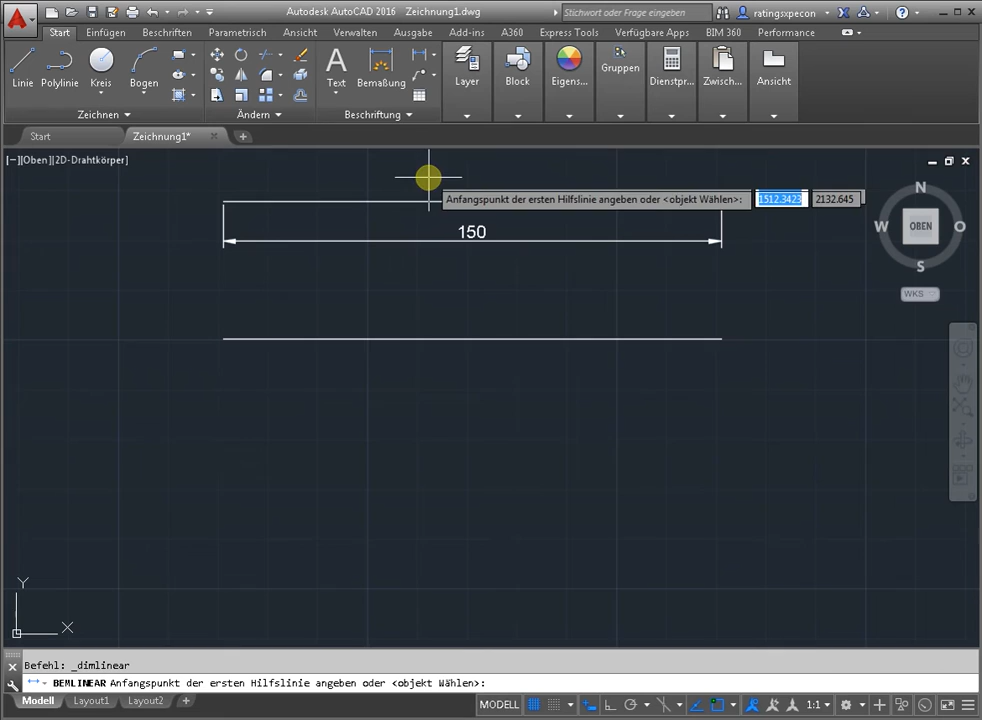 Autodesk AutoCAD 2016 Zeichnung1.dwg
Stichwort oder Frage eingeben
ratingsxpecon
Start Einfügen Beschriften Parametrisch Ansicht Verwalten Ausgabe Add-ins A360 Express Tools Verfügbare Apps BIM 360 Performance
Linie Polylinie Kreis Bogen
Text Bemaßung
Layer Block Eigens... Gruppen Dienstpr... Zwisch... Ansicht
Zeichnen Ändern Beschriftung
Start Zeichnung1*
[−][Oben][2D-Drahtkörper]
N
W OBEN O
S
WKS
Anfangspunkt der ersten Hilfslinie angeben oder <objekt Wählen>: 1512.3423 2132.645
150
Y
X
Befehl: _dimlinear
BEMLINEAR Anfangspunkt der ersten Hilfslinie angeben oder <objekt Wählen>:
Modell Layout1 Layout2
MODELL
1:1